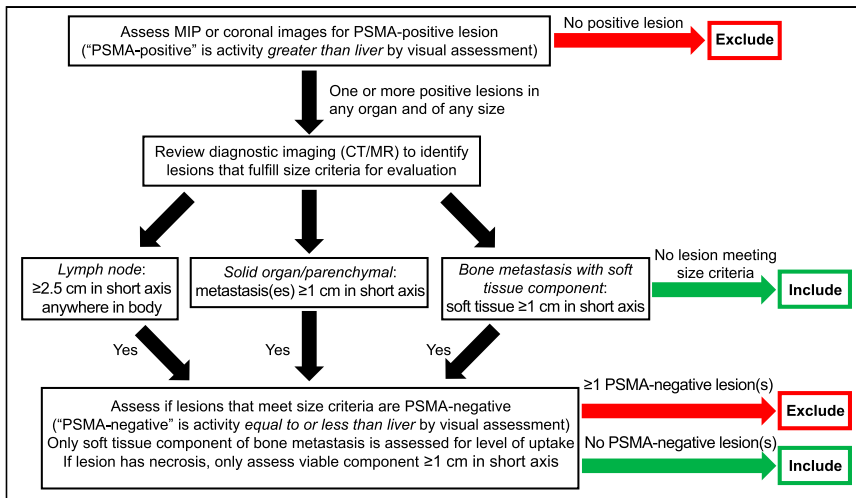 Assess MIP or coronal images for PSMA-positive lesion
(“PSMA-positive” is activity greater than liver by visual assessment)
No positive lesion
Exclude
One or more positive lesions in
any organ and of any size
Review diagnostic imaging (CT/MR) to identify
lesions that fulfill size criteria for evaluation
Lymph node:
≥2.5 cm in short axis
anywhere in body
Solid organ/parenchymal:
metastasis(es) ≥1 cm in short axis
Bone metastasis with soft
tissue component:
soft tissue ≥1 cm in short axis
No lesion meeting
size criteria
Include
Yes
Yes
Yes
Assess if lesions that meet size criteria are PSMA-negative
(“PSMA-negative” is activity equal to or less than liver by visual assessment)
Only soft tissue component of bone metastasis is assessed for level of uptake
If lesion has necrosis, only assess viable component ≥1 cm in short axis
≥1 PSMA-negative lesion(s)
Exclude
No PSMA-negative lesion(s)
Include